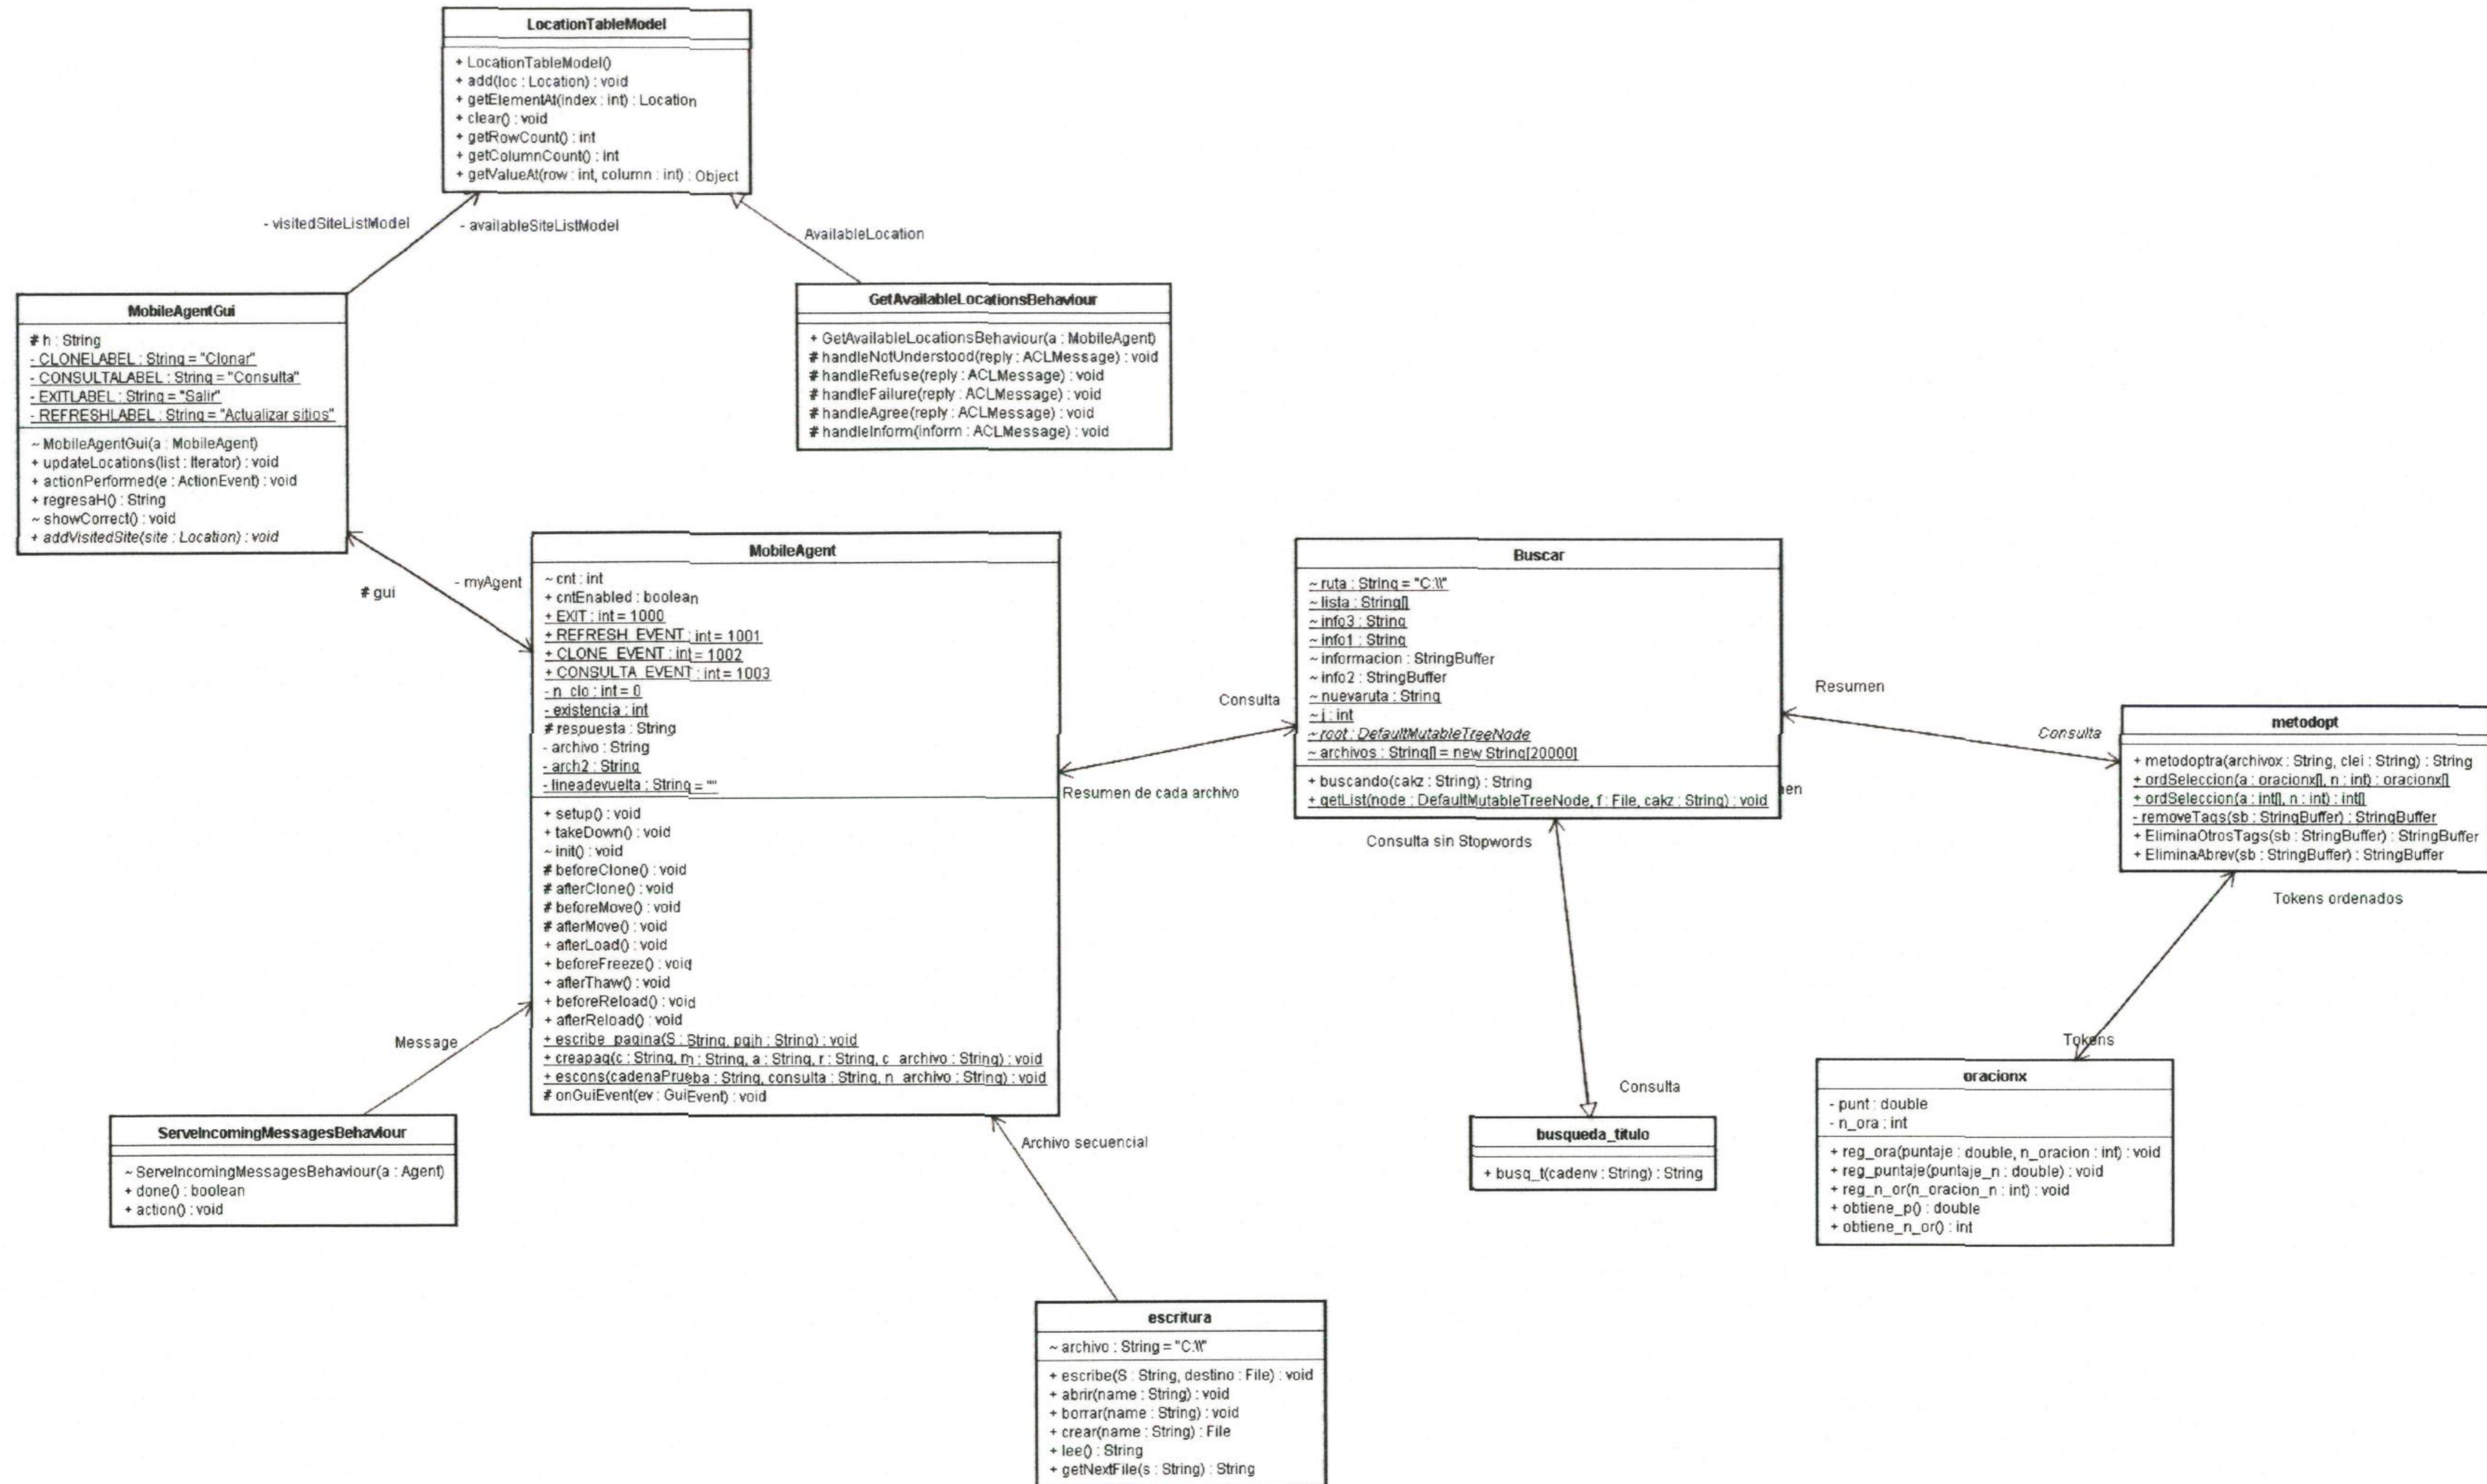 LocationTableModel
+ LocationTableModel()
+ add(loc : Location) : void
+ getElementAt(index : int) : Location
+ clear() : void
+ getRowCount() : int
+ getColumnCount() : int
+ getValueAt(row : int, column : int) : Object
- visitedSiteListModel
- availableSiteListModel
AvailableLocation
MobileAgentGui
# h : String
- CLONELABEL : String = "Clonar"
- CONSULTALABEL : String = "Consulta"
- EXITLABEL : String = "Salir"
- REFRESHLABEL : String = "Actualizar sitios"
~ MobileAgentGui(a : MobileAgent)
+ updateLocations(list : Iterator) : void
+ actionPerformed(e : ActionEvent) : void
+ regresaH() : String
~ showCorrect() : void
+ addVisitedSite(site : Location) : void
GetAvailableLocationsBehaviour
+ GetAvailableLocationsBehaviour(a : MobileAgent)
# handleNotUnderstood(reply : ACLMessage) : void
# handleRefuse(reply : ACLMessage) : void
# handleFailure(reply : ACLMessage) : void
# handleAgree(reply : ACLMessage) : void
# handleInform(inform : ACLMessage) : void
# gui
- myAgent
MobileAgent
~ cnt : int
+ cntEnabled : boolean
+ EXIT : int = 1000
+ REFRESH_EVENT : int = 1001
+ CLONE_EVENT : int = 1002
+ CONSULTA_EVENT : int = 1003
- n_clo : int = 0
- existencia : int
# respuesta : String
- archivo : String
- arch2 : String
- lineadevuelta : String = ""
+ setup() : void
+ takeDown() : void
~ init() : void
# beforeClone() : void
# afterClone() : void
# beforeMove() : void
# afterMove() : void
+ afterLoad() : void
+ beforeFreeze() : void
+ afterThaw() : void
+ beforeReload() : void
+ afterReload() : void
+ escribe_pagina(S : String, pgih : String) : void
+ creapag(c : String, m : String, a : String, r : String, c_archivo : String) : void
+ escons(cadenaPrueba : String, consulta : String, n_archivo : String) : void
# onGuiEvent(ev : GuiEvent) : void
Consulta
Resumen de cada archivo
Buscar
~ ruta : String = "C:\\"
~ lista : String[]
~ info3 : String
~ info1 : String
~ informacion : StringBuffer
~ info2 : StringBuffer
~ nuevaruta : String
~ j : int
~ root : DefaultMutableTreeNode
~ archivos : String[] = new String[20000]
+ buscando(cakz : String) : String
+ getList(node : DefaultMutableTreeNode, f : File, cakz : String) : void
Resumen
Consulta
men
metodopt
+ metodoptra(archivox : String, clei : String) : String
+ ordSeleccion(a : oracionx[], n : int) : oracionx[]
+ ordSeleccion(a : int[], n : int) : int[]
- removeTags(sb : StringBuffer) : StringBuffer
+ EliminaOtrosTags(sb : StringBuffer) : StringBuffer
+ EliminaAbrev(sb : StringBuffer) : StringBuffer
Consulta sin Stopwords
Tokens ordenados
Tokens
Consulta
busqueda_titulo
+ busq_t(cadenv : String) : String
oracionx
- punt : double
- n_ora : int
+ reg_ora(puntaje : double, n_oracion : int) : void
+ reg_puntaje(puntaje_n : double) : void
+ reg_n_or(n_oracion_n : int) : void
+ obtiene_p() : double
+ obtiene_n_or() : int
Message
ServeIncomingMessagesBehaviour
~ ServeIncomingMessagesBehaviour(a : Agent)
+ done() : boolean
+ action() : void
Archivo secuencial
escritura
~ archivo : String = "C:\\"
+ escribe(S : String, destino : File) : void
+ abrir(name : String) : void
+ borrar(name : String) : void
+ crear(name : String) : File
+ lee() : String
+ getNextFile(s : String) : String